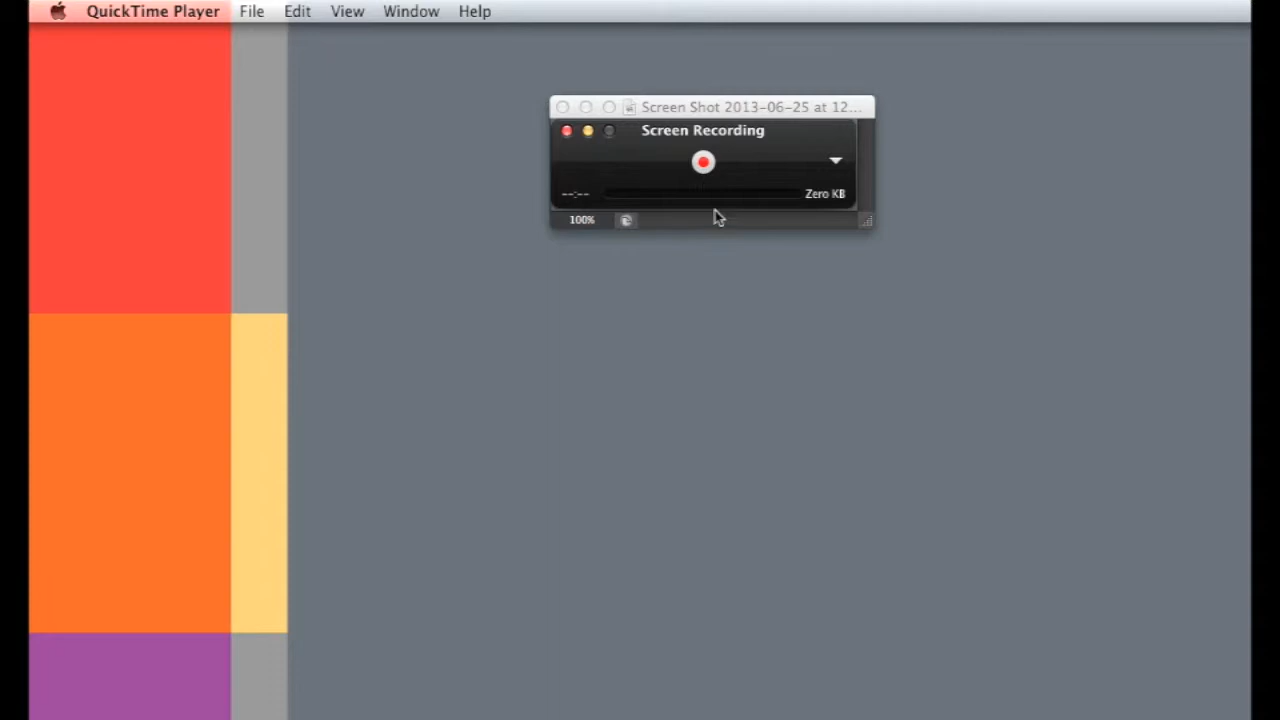 QuickTime Player File Edit View Window Help
Screen Shot 2013-06-25 at 12...
Screen Recording
--:-- Zero KB
100%